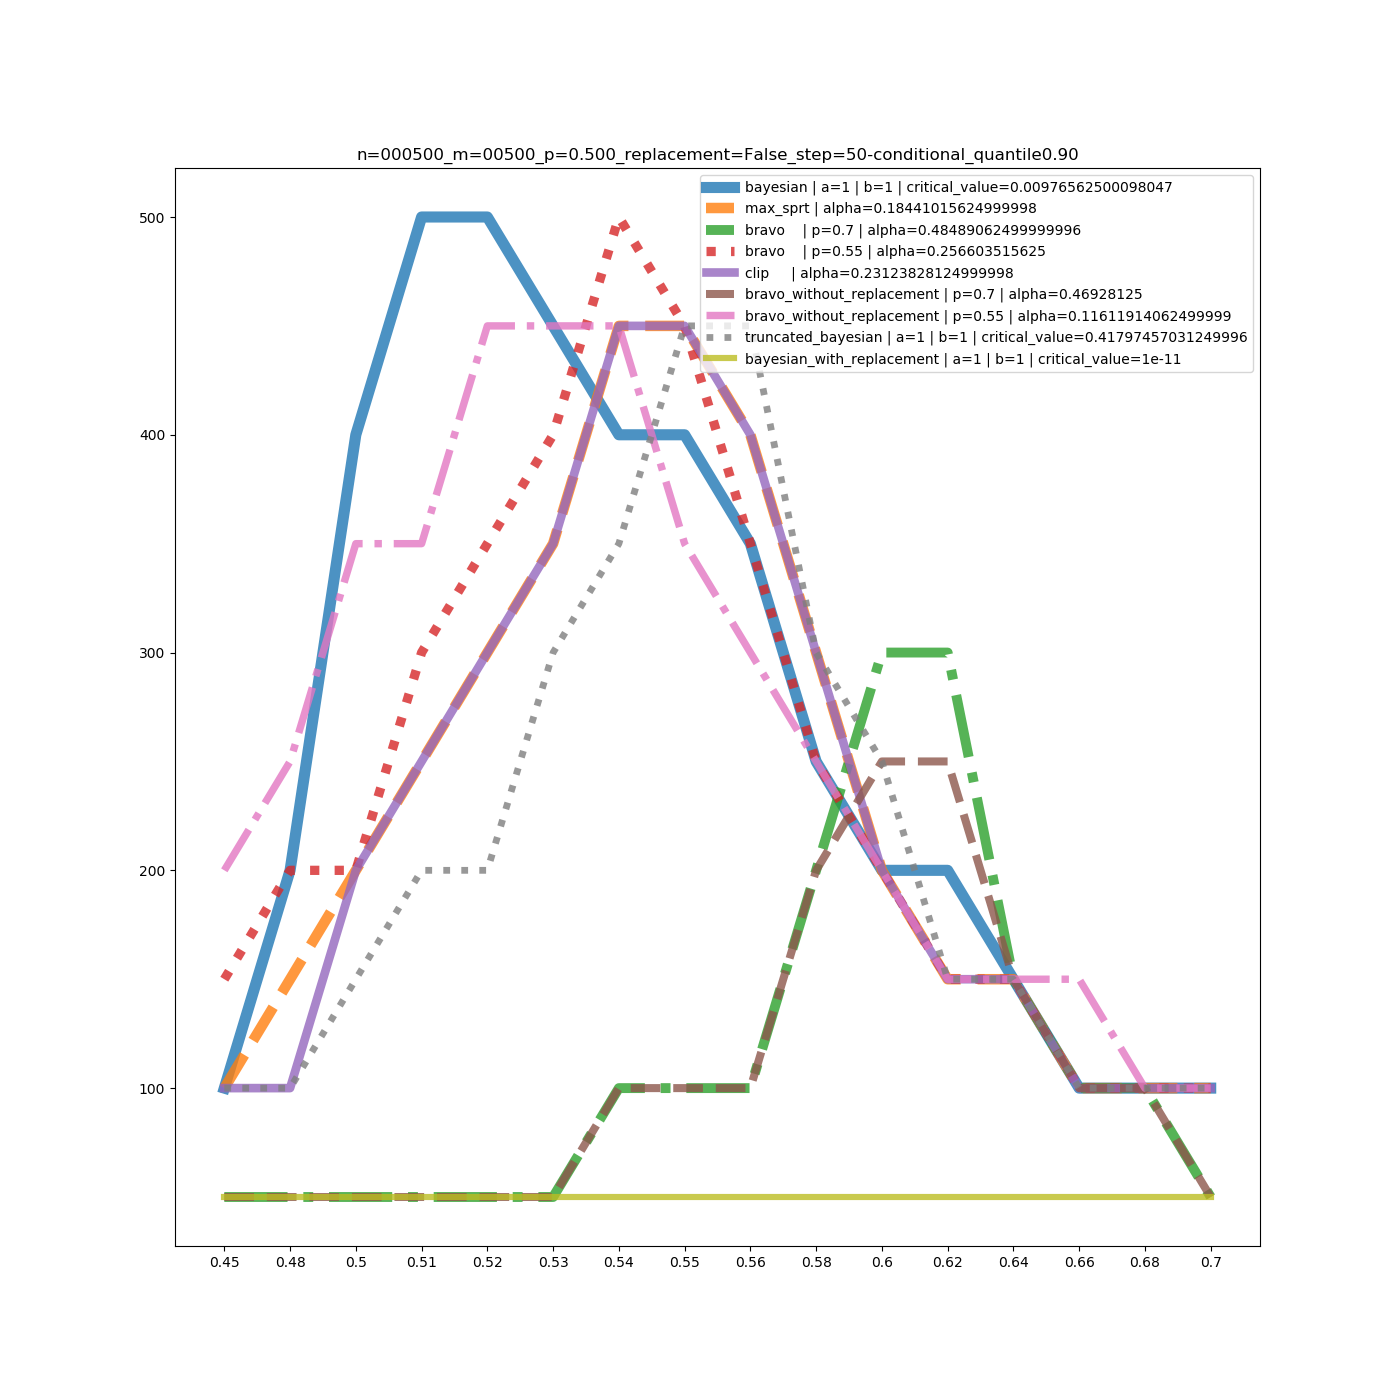 n=000500_m=00500_p=0.500_replacement=False_step=50-conditional_quantile0.90
bayesian | a=1 | b=1 | critical_value=0.00976562500098047
max_sprt | alpha=0.18441015624999998
bravo | p=0.7 | alpha=0.48489062499999996
bravo | p=0.55 | alpha=0.256603515625
clip | alpha=0.23123828124999998
bravo_without_replacement | p=0.7 | alpha=0.46928125
bravo_without_replacement | p=0.55 | alpha=0.11611914062499999
truncated_bayesian | a=1 | b=1 | critical_value=0.41797457031249996
bayesian_with_replacement | a=1 | b=1 | critical_value=1e-11
500
400
300
200
100
0.45 0.48 0.5 0.51 0.52 0.53 0.54 0.55 0.56 0.58 0.6 0.62 0.64 0.66 0.68 0.7